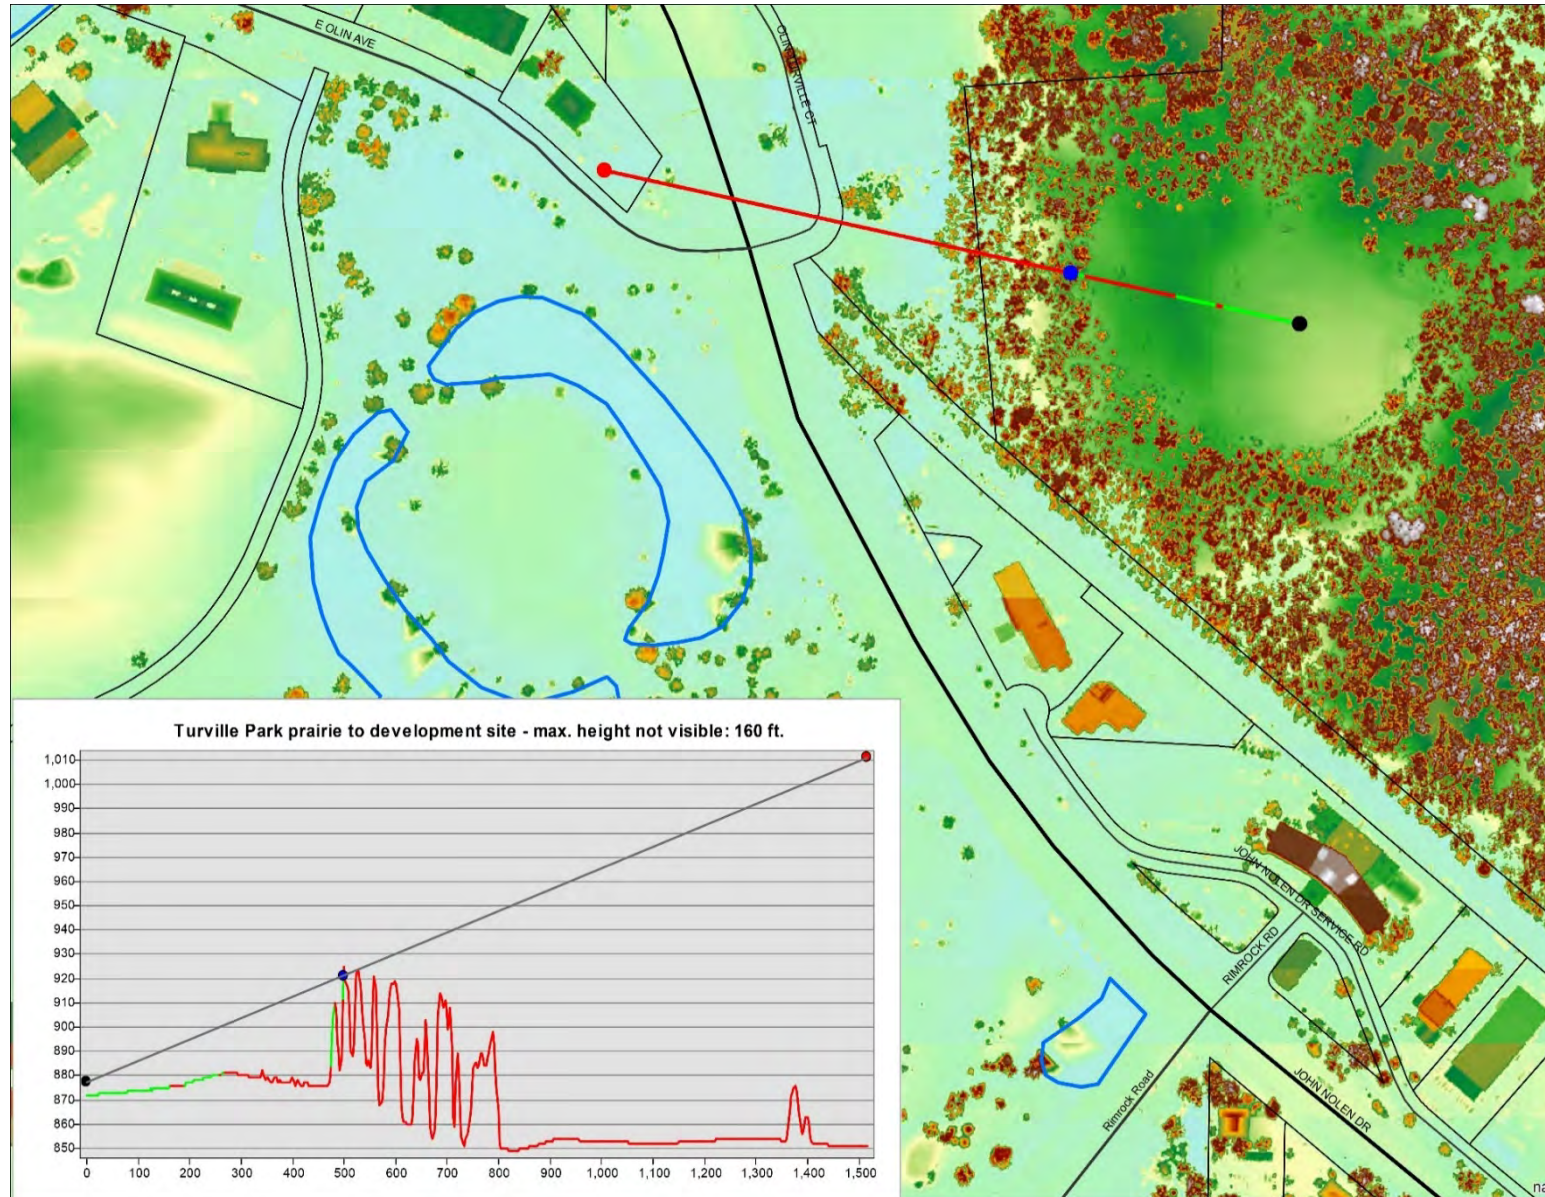 E OLIN AVE
OLIN TURVILLE CT
JOHN NOLEN DR SERVICE RD
RIMROCK RD
Rimrock Road
JOHN NOLEN DR
na
Turville Park prairie to development site - max. height not visible: 160 ft.
1,010
1,000
990
980
970
960
950
940
930
920
910
900
890
880
870
860
850
0 100 200 300 400 500 600 700 800 900 1,000 1,100 1,200 1,300 1,400 1,500